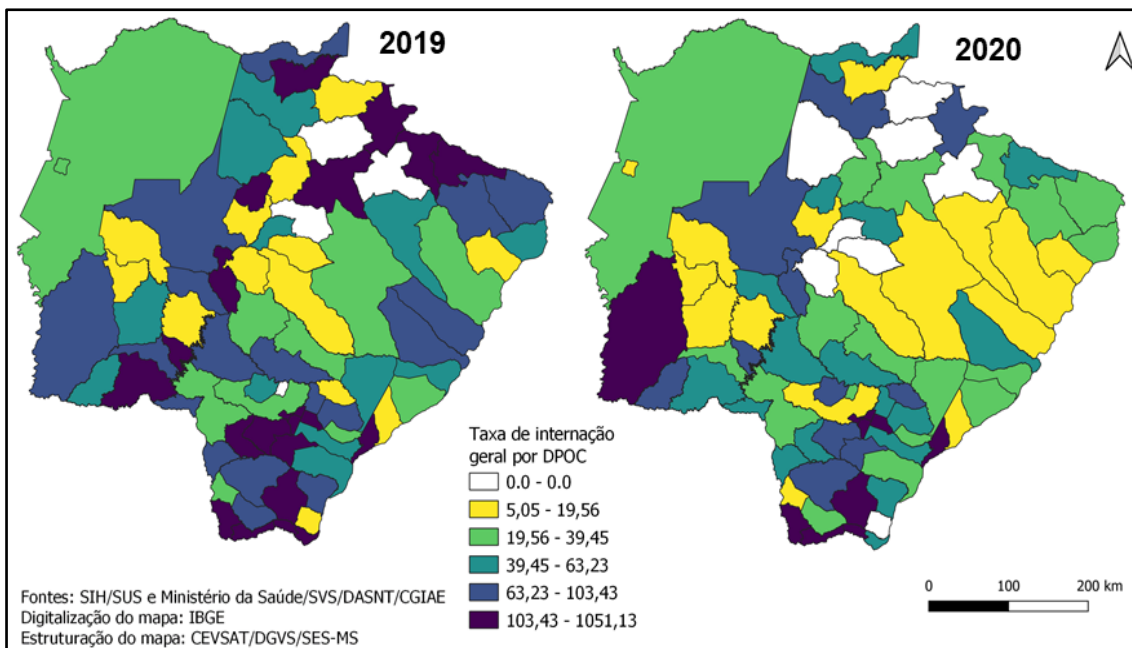 2019
2020
Taxa de internação
geral por DPOC
0.0 - 0.0
5,05 - 19,56
19,56 - 39,45
39,45 - 63,23
63,23 - 103,43
103,43 - 1051,13
Fontes: SIH/SUS e Ministério da Saúde/SVS/DASNT/CGIAE
Digitalização do mapa: IBGE
Estruturação do mapa: CEVSAT/DGVS/SES-MS
0 100 200 km